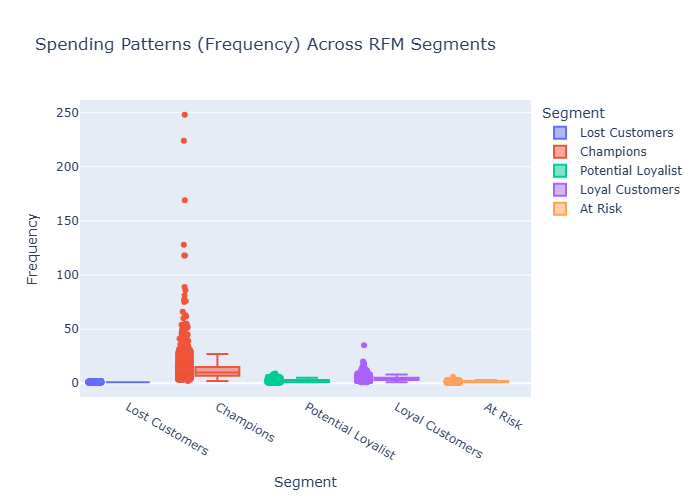 Spending Patterns (Frequency) Across RFM Segments
Segment
Lost Customers
Champions
Potential Loyalist
Loyal Customers
At Risk
250
200
150
100
50
0
Frequency
Lost Customers
Champions
Potential Loyalist
Loyal Customers
At Risk
Segment